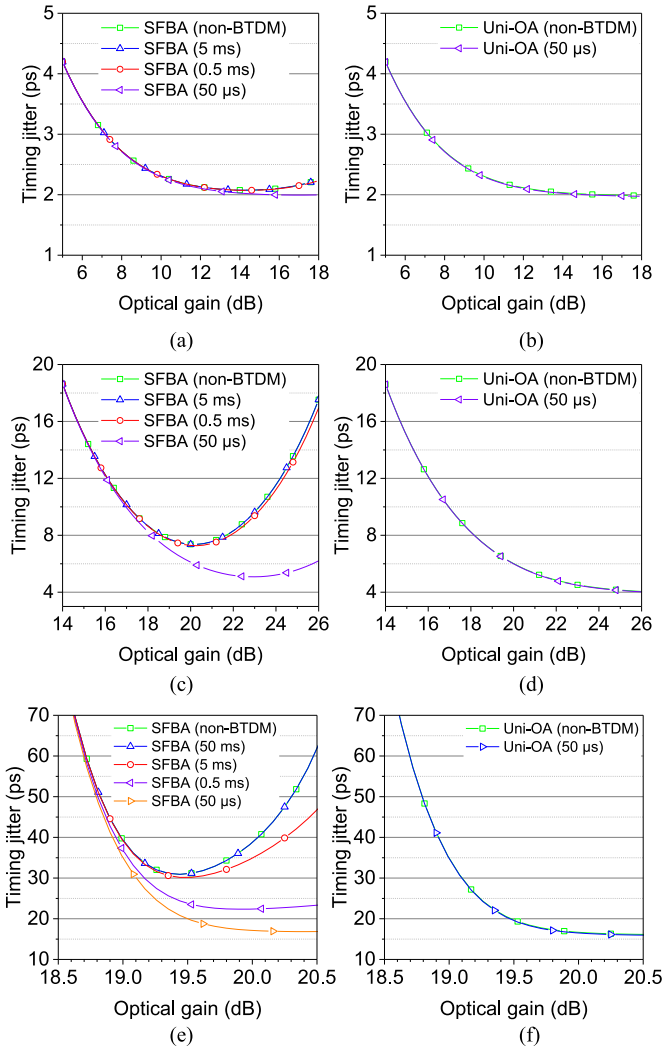 5
4
3
2
1
Timing jitter (ps)
SFBA (non-BTDM)
SFBA (5 ms)
SFBA (0.5 ms)
SFBA (50 μs)
6 8 10 12 14 16 18
Optical gain (dB)
(a)
5
4
3
2
1
Timing jitter (ps)
Uni-OA (non-BTDM)
Uni-OA (50 μs)
6 8 10 12 14 16 18
Optical gain (dB)
(b)
20
16
12
8
4
Timing jitter (ps)
SFBA (non-BTDM)
SFBA (5 ms)
SFBA (0.5 ms)
SFBA (50 μs)
14 16 18 20 22 24 26
Optical gain (dB)
(c)
20
16
12
8
4
Timing jitter (ps)
Uni-OA (non-BTDM)
Uni-OA (50 μs)
14 16 18 20 22 24 26
Optical gain (dB)
(d)
70
60
50
40
30
20
10
Timing jitter (ps)
SFBA (non-BTDM)
SFBA (50 ms)
SFBA (5 ms)
SFBA (0.5 ms)
SFBA (50 μs)
18.5 19.0 19.5 20.0 20.5
Optical gain (dB)
(e)
70
60
50
40
30
20
10
Timing jitter (ps)
Uni-OA (non-BTDM)
Uni-OA (50 μs)
18.5 19.0 19.5 20.0 20.5
Optical gain (dB)
(f)